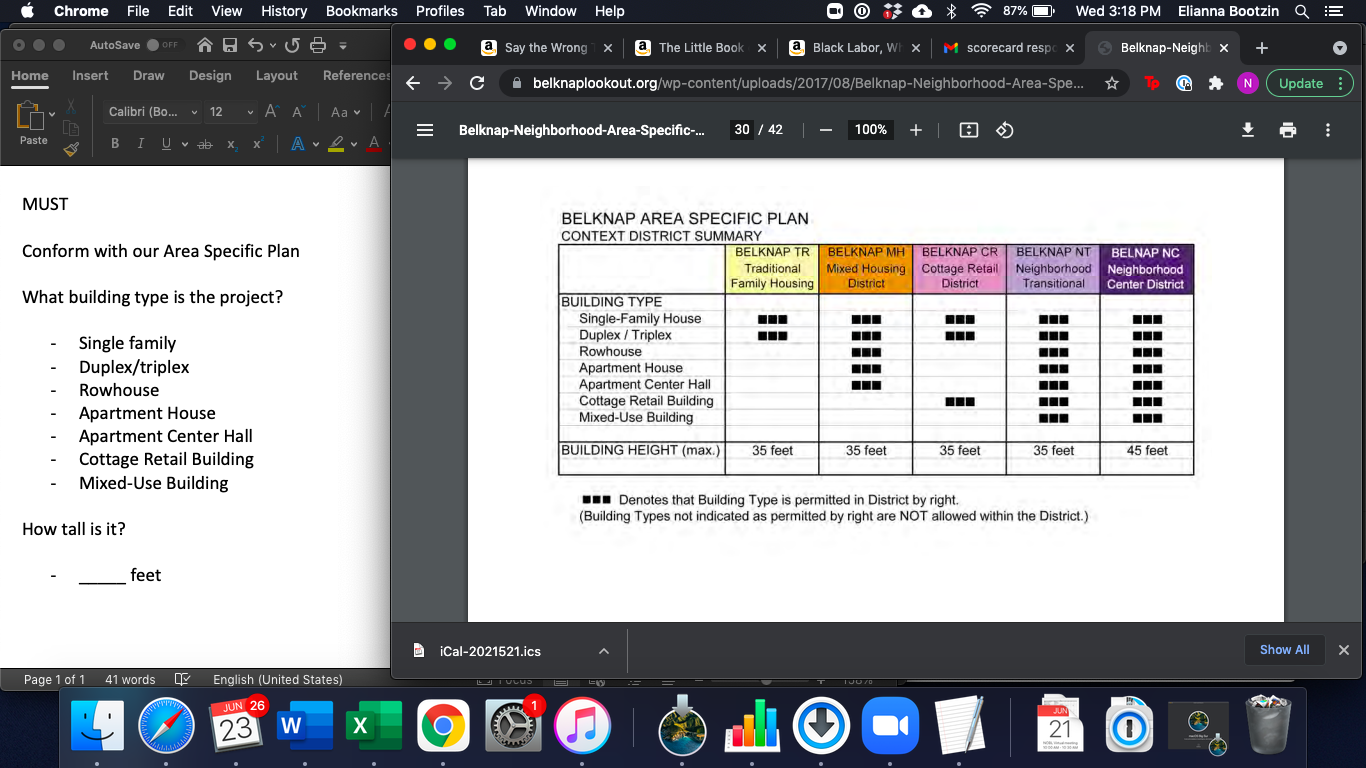 Chrome File Edit View History Bookmarks Profiles Tab Window Help 1 87% Wed 3:18 PM Elianna Bootzin
AutoSave OFF
Home Insert Draw Design Layout References
Paste
Calibri (Bo... 12 A A Aa
B I U ab x x A A
MUST
Conform with our Area Specific Plan
What building type is the project?
- Single family
- Duplex/triplex
- Rowhouse
- Apartment House
- Apartment Center Hall
- Cottage Retail Building
- Mixed-Use Building
How tall is it?
- _____ feet
Page 1 of 1 41 words English (United States)
Say the Wrong The Little Book Black Labor, Wh scorecard respo Belknap-Neighb
belknaplookout.org/wp-content/uploads/2017/08/Belknap-Neighborhood-Area-Spe... Tp N Update
Belknap-Neighborhood-Area-Specific-... 30 / 42 100%
BELKNAP AREA SPECIFIC PLAN
CONTEXT DISTRICT SUMMARY
BELKNAP TR BELKNAP MH BELKNAP CR BELKNAP NT BELNAP NC
Traditional Mixed Housing Cottage Retail Neighborhood Neighborhood
Family Housing District District Transitional Center District
BUILDING TYPE
Single-Family House ■■■ ■■■ ■■■ ■■■ ■■■
Duplex / Triplex ■■■ ■■■ ■■■ ■■■ ■■■
Rowhouse ■■■ ■■■ ■■■
Apartment House ■■■ ■■■ ■■■
Apartment Center Hall ■■■ ■■■ ■■■
Cottage Retail Building ■■■ ■■■ ■■■
Mixed-Use Building ■■■ ■■■
BUILDING HEIGHT (max.) 35 feet 35 feet 35 feet 35 feet 45 feet
■■■ Denotes that Building Type is permitted in District by right.
(Building Types not indicated as permitted by right are NOT allowed within the District.)
iCal-2021521.ics Show All
JUN 26
23
W
X
1
JUN
21